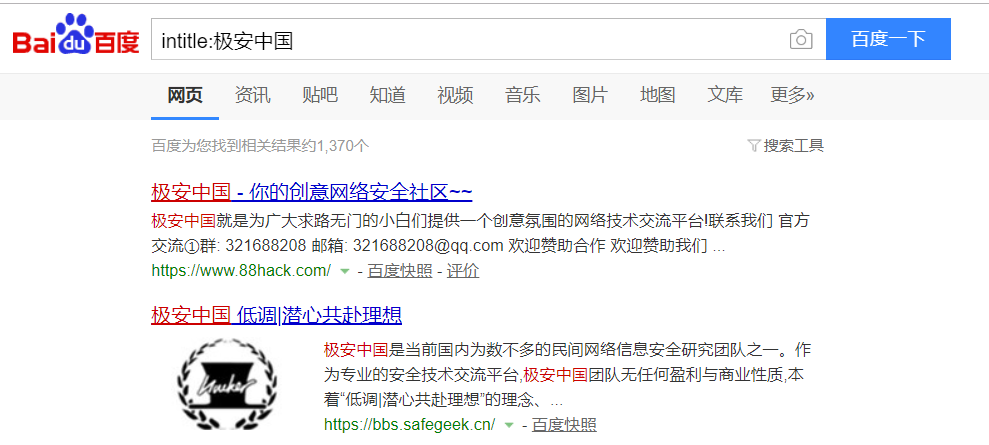 Bai du 百度 intitle:极安中国 百度一下
网页 资讯 贴吧 知道 视频 音乐 图片 地图 文库 更多»
百度为您找到相关结果约1,370个 搜索工具
极安中国 - 你的创意网络安全社区~~
极安中国就是为广大求路无门的小白们提供一个创意氛围的网络技术交流平台!联系我们 官方
交流①群: 321688208 邮箱: 321688208@qq.com 欢迎赞助合作 欢迎赞助我们 ...
https://www.88hack.com/ - 百度快照 - 评价
极安中国 低调|潜心共赴理想
极安中国是当前国内为数不多的民间网络信息安全研究团队之一。作
为专业的安全技术交流平台,极安中国团队无任何盈利与商业性质,本
着“低调|潜心共赴理想”的理念、...
https://bbs.safegeek.cn/ - 百度快照